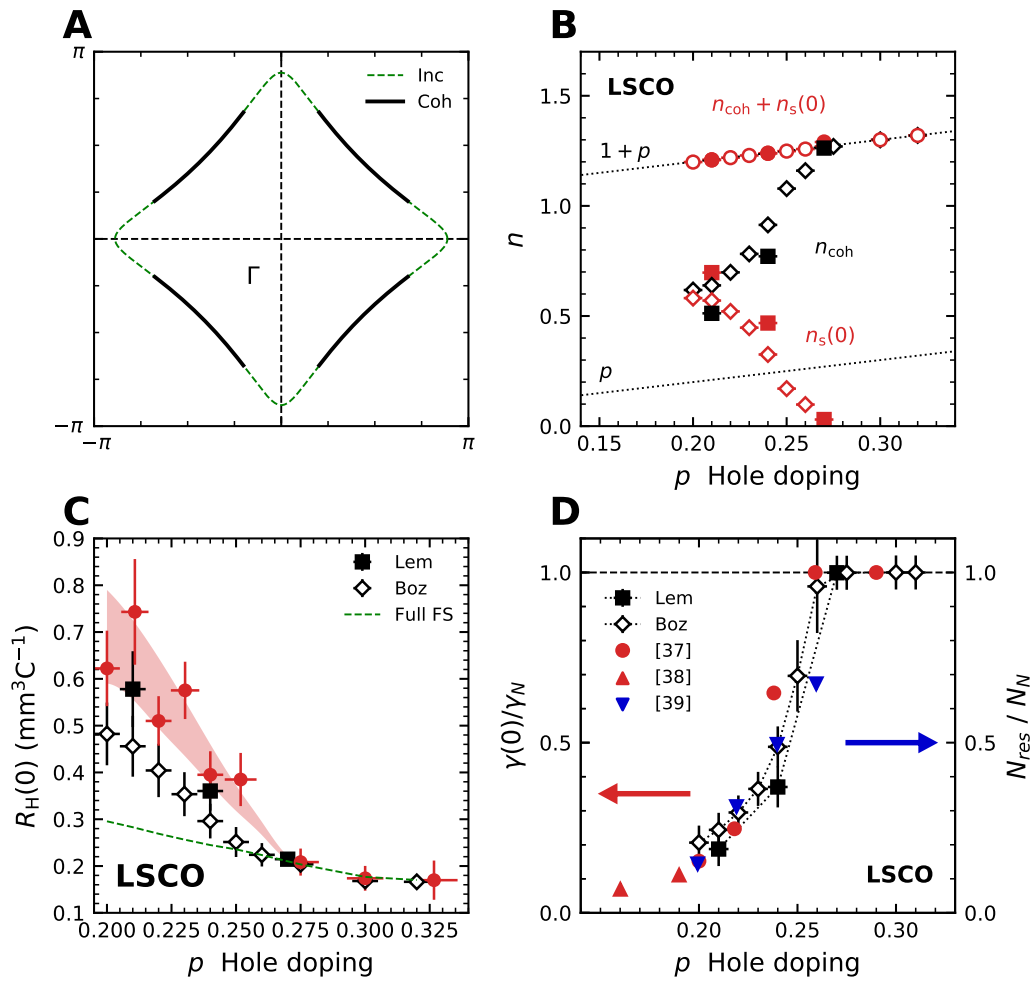 A
π
Inc
Coh
Γ
−π
−π
π
B
LSCO
n_coh + n_s(0)
1 + p
n_coh
n_s(0)
p
n
1.5
1.0
0.5
0.0
0.15
0.20
0.25
0.30
p Hole doping
C
R_H(0) (mm³C⁻¹)
0.9
0.8
0.7
0.6
0.5
0.4
0.3
0.2
0.1
Lem
Boz
Full FS
LSCO
0.200
0.225
0.250
0.275
0.300
0.325
p Hole doping
D
γ(0)/γ_N
1.0
0.5
0.0
Lem
Boz
[37]
[38]
[39]
LSCO
1.0
0.5
0.0
N_res / N_N
0.20
0.25
0.30
p Hole doping